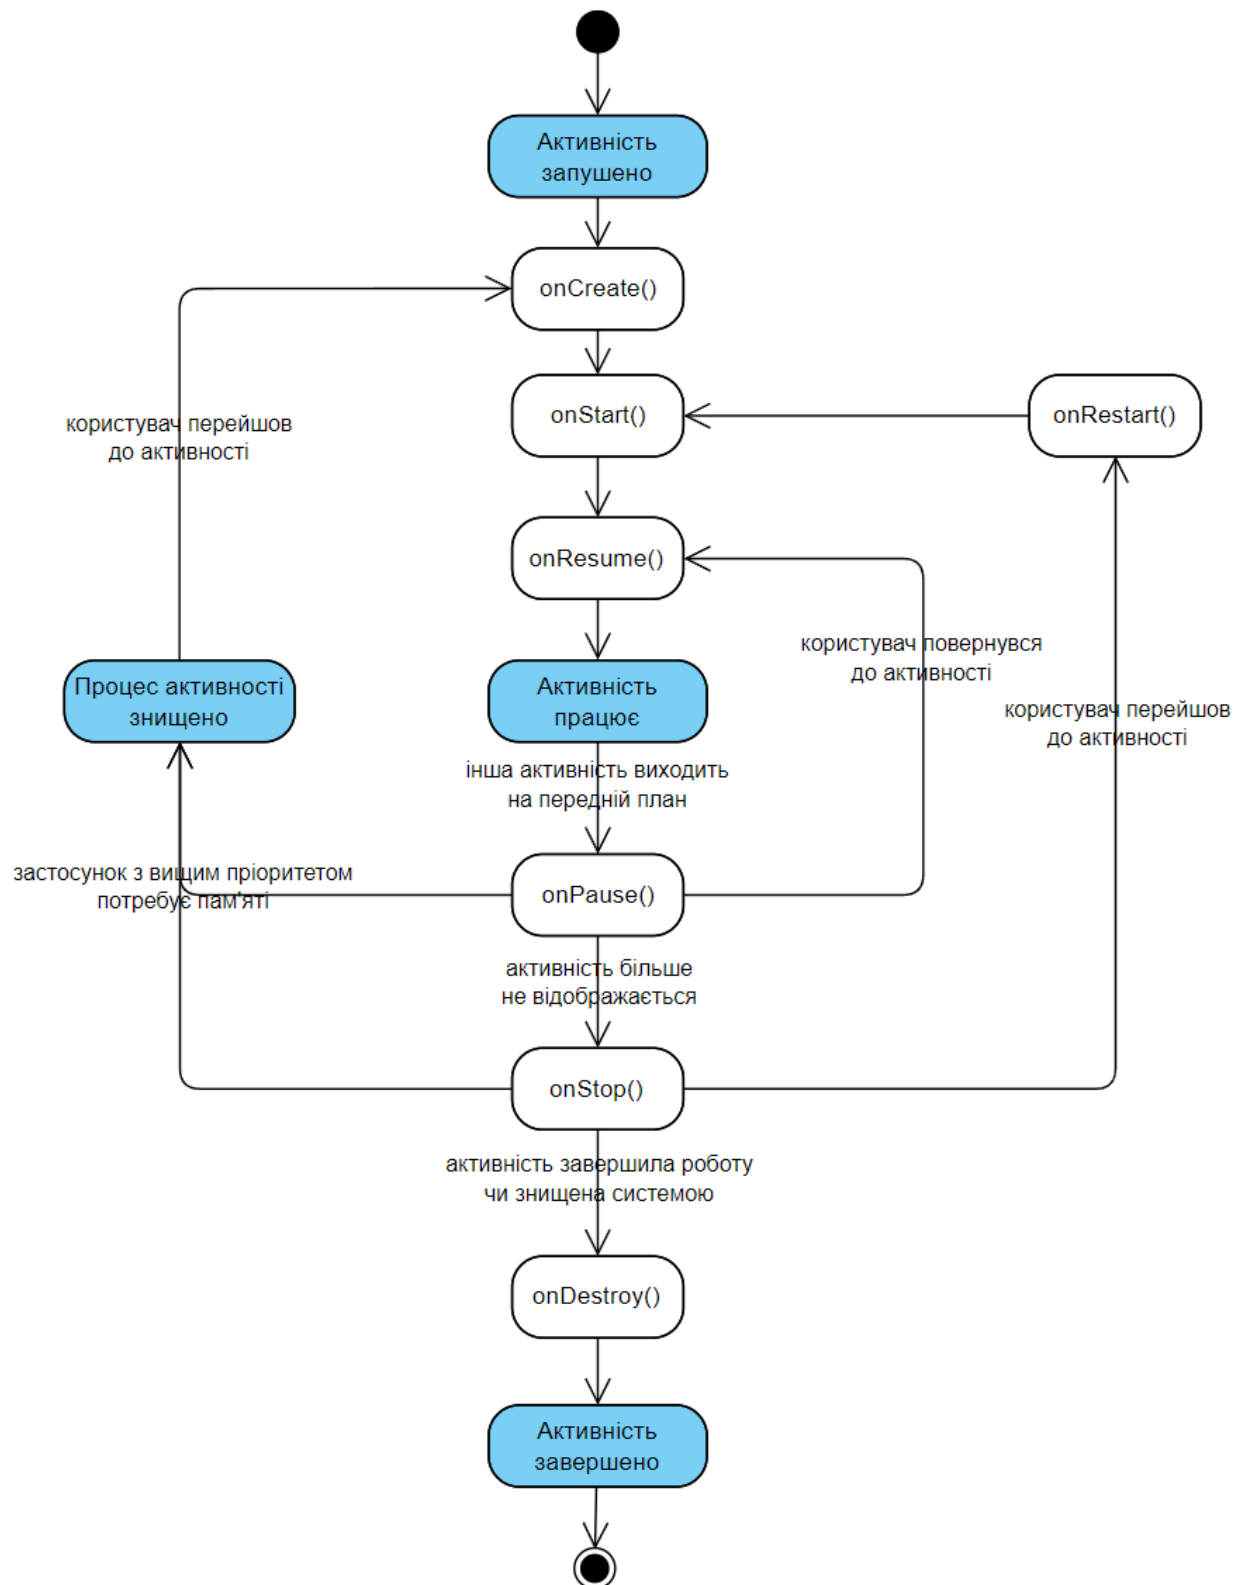 Активність
запушено
onCreate()
onStart()
onRestart()
користувач перейшов
до активності
onResume()
користувач повернувся
до активності
Процес активності
знищено
Активність
працює
користувач перейшов
до активності
інша активність виходить
на передній план
застосунок з вищим пріоритетом
потребує пам'яті
onPause()
активність більше
не відображається
onStop()
активність завершила роботу
чи знищена системою
onDestroy()
Активність
завершено